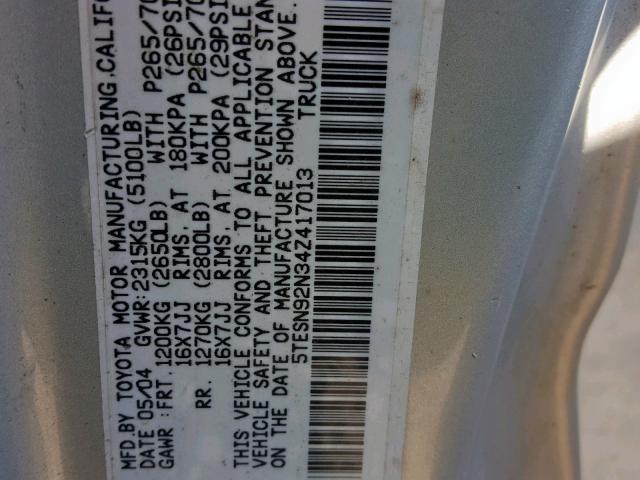 MFD.BY TOYOTA MOTOR MANUFACTURING,CALIFO
DATE 05/04 GVWR:2315KG (5100LB)
GAWR :FRT.1200KG (2650LB) WITH P265/70
16X7JJ RIMS, AT 180KPA (26PSI
RR. 1270KG (2800LB) WITH P265/70
16X7JJ RIMS, AT 200KPA (29PSI
THIS VEHICLE CONFORMS TO ALL APPLICABLE
VEHICLE SAFETY AND THEFT PREVENTION STAN
ON THE DATE OF MANUFACTURE SHOWN ABOVE.
5TESN92N34Z417013 TRUCK